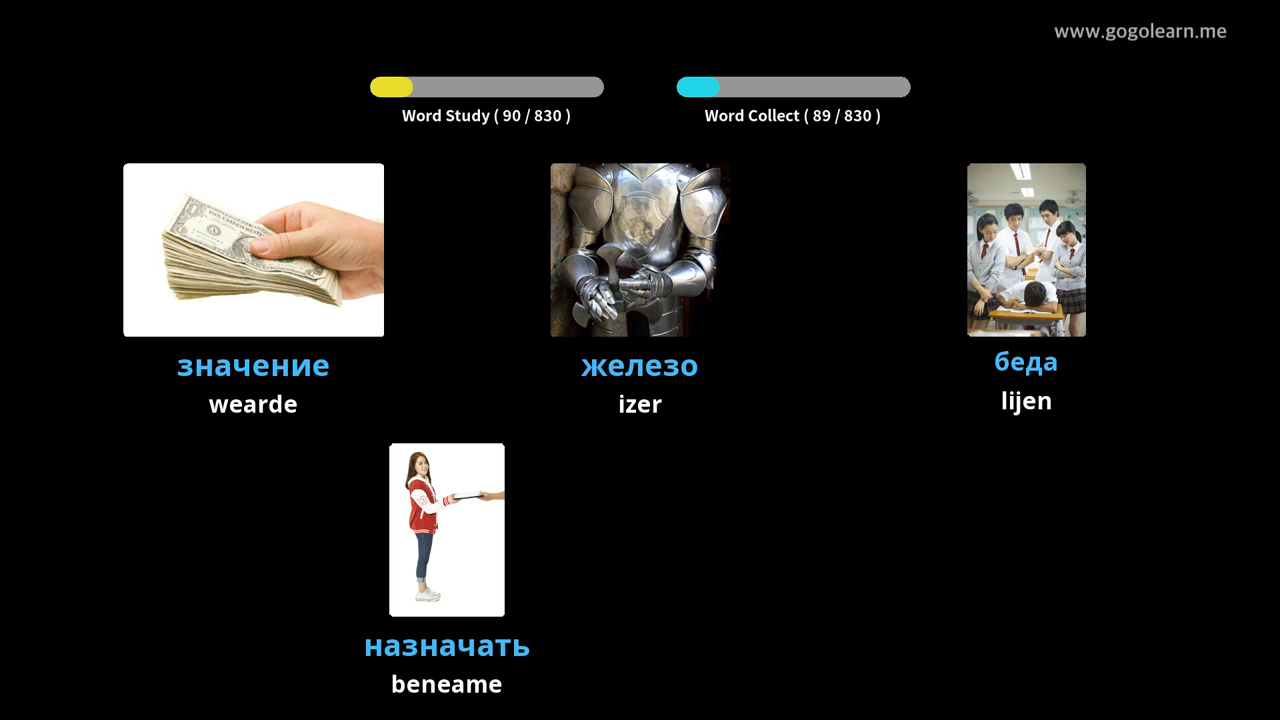 www.gogolearn.me
Word Study ( 90 / 830 )
Word Collect ( 89 / 830 )
значение
wearde
железо
izer
беда
lijen
назначать
beneame